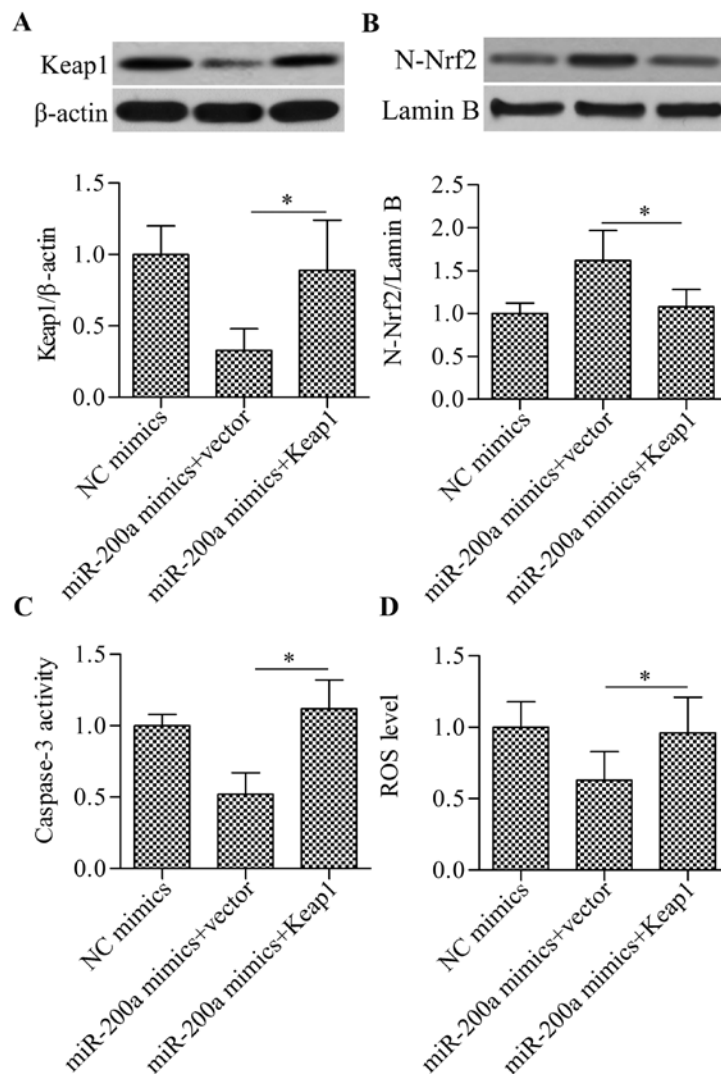 A
B
Keap1
β-actin
N-Nrf2
Lamin B
Keap1/β-actin
1.5
1.0
0.5
0.0
*
NC mimics
miR-200a mimics+vector
miR-200a mimics+Keap1
N-Nrf2/Lamin B
2.5
2.0
1.5
1.0
0.5
0.0
*
NC mimics
miR-200a mimics+vector
miR-200a mimics+Keap1
C
D
Caspase-3 activity
1.5
1.0
0.5
0.0
*
NC mimics
miR-200a mimics+vector
miR-200a mimics+Keap1
ROS level
1.5
1.0
0.5
0.0
*
NC mimics
miR-200a mimics+vector
miR-200a mimics+Keap1